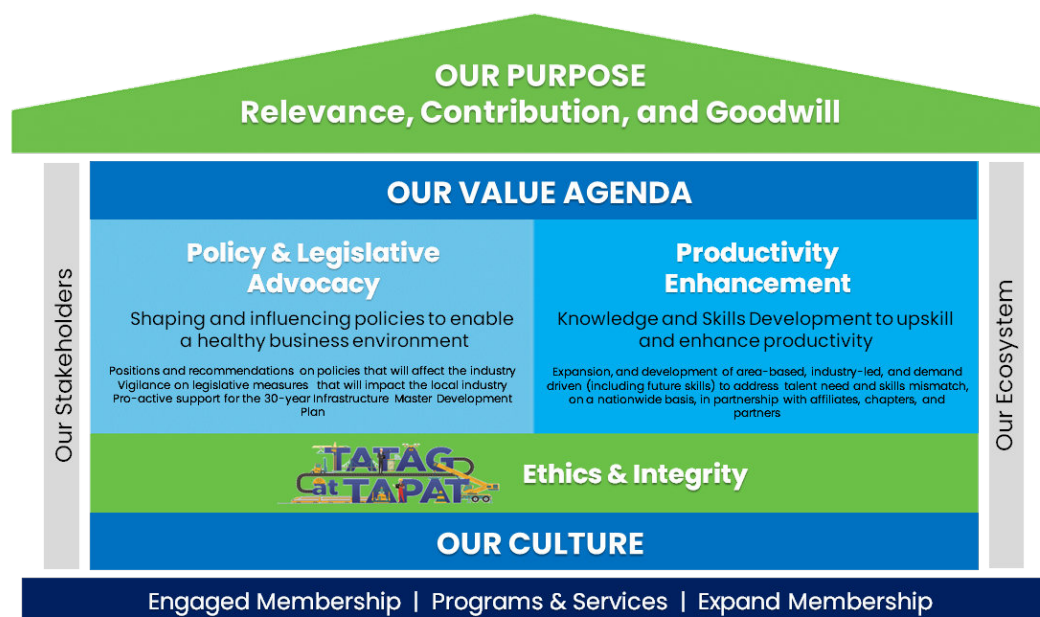 OUR PURPOSE
Relevance, Contribution, and Goodwill
OUR VALUE AGENDA
Our Stakeholders
Policy & Legislative
Advocacy
Shaping and influencing policies to enable
a healthy business environment
Positions and recommendations on policies that will affect the industry
Vigilance on legislative measures that will impact the local industry
Pro-active support for the 30-year Infrastructure Master Development
Plan
Productivity
Enhancement
Knowledge and Skills Development to upskill
and enhance productivity
Expansion, and development of area-based, industry-led, and demand
driven (including future skills) to address talent need and skills mismatch,
on a nationwide basis, in partnership with affiliates, chapters, and
partners
Our Ecosystem
TATAG
at TAPAT
Ethics & Integrity
OUR CULTURE
Engaged Membership | Programs & Services | Expand Membership